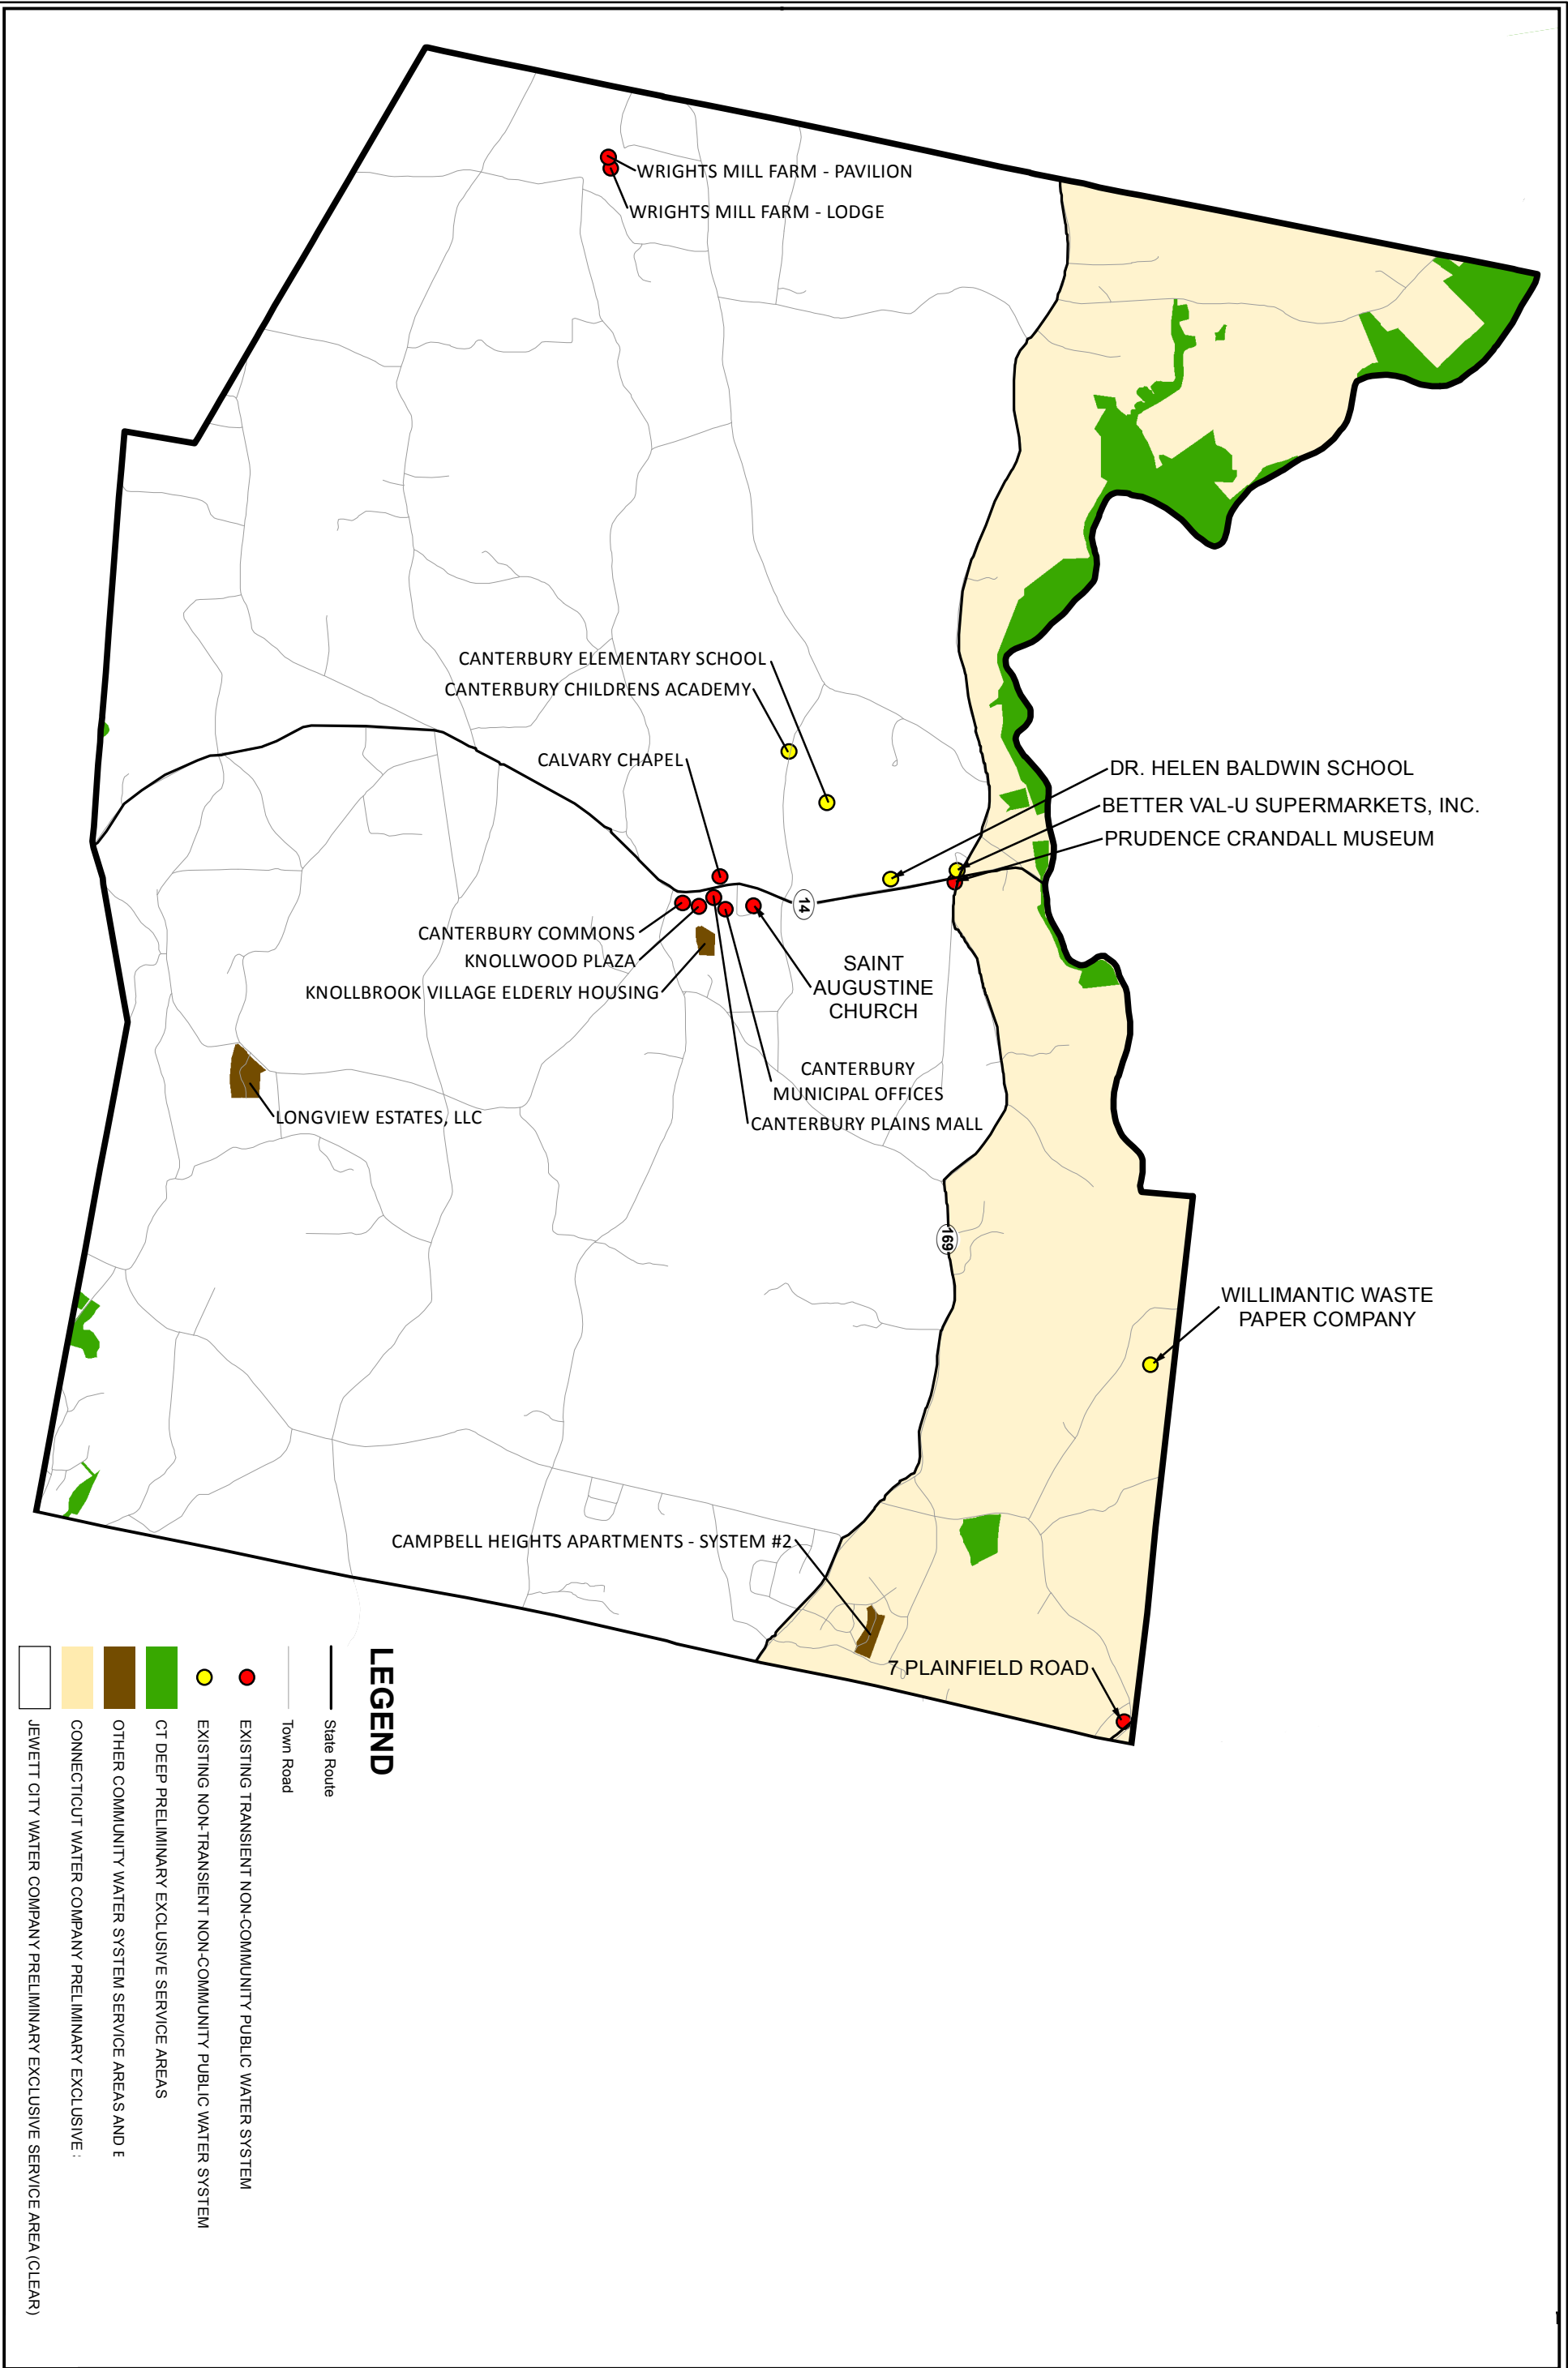 WRIGHTS MILL FARM - PAVILION
WRIGHTS MILL FARM - LODGE
CANTERBURY ELEMENTARY SCHOOL
CANTERBURY CHILDRENS ACADEMY
CALVARY CHAPEL
DR. HELEN BALDWIN SCHOOL
BETTER VAL-U SUPERMARKETS, INC.
PRUDENCE CRANDALL MUSEUM
14
CANTERBURY COMMONS
KNOLLWOOD PLAZA
KNOLLBROOK VILLAGE ELDERLY HOUSING
SAINT
AUGUSTINE
CHURCH
CANTERBURY
MUNICIPAL OFFICES
CANTERBURY PLAINS MALL
LONGVIEW ESTATES, LLC
169
WILLIMANTIC WASTE
PAPER COMPANY
CAMPBELL HEIGHTS APARTMENTS - SYSTEM #2
7 PLAINFIELD ROAD
LEGEND
State Route
Town Road
EXISTING TRANSIENT NON-COMMUNITY PUBLIC WATER SYSTEM
EXISTING NON-TRANSIENT NON-COMMUNITY PUBLIC WATER SYSTEM
CT DEEP PRELIMINARY EXCLUSIVE SERVICE AREAS
OTHER COMMUNITY WATER SYSTEM SERVICE AREAS AND
CONNECTICUT WATER COMPANY PRELIMINARY EXCLUSIVE
JEWETT CITY WATER COMPANY PRELIMINARY EXCLUSIVE SERVICE AREA (CLEAR)